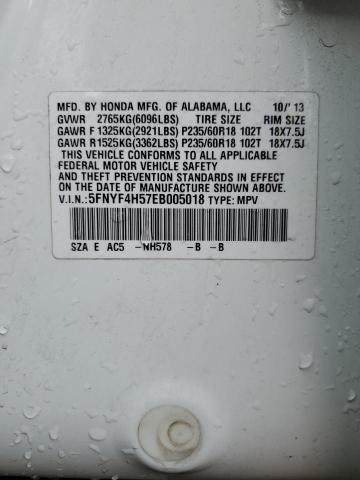 MFD. BY HONDA MFG. OF ALABAMA, LLC 10/'13
GVWR 2765KG(6096LBS) TIRE SIZE RIM SIZE
GAWR F 1325KG(2921LBS) P235/60R18 102T 18X7.5J
GAWR R1525KG(3362LBS) P235/60R18 102T 18X7.5J
THIS VEHICLE CONFORMS TO ALL APPLICABLE
FEDERAL MOTOR VEHICLE SAFETY
AND THEFT PREVENTION STANDARDS IN EFFECT
ON THE DATE OF MANUFACTURE SHOWN ABOVE.
V.I.N.: 5FNYF4H57EB005018 TYPE: MPV
SZA E AC5 -NH578 -B -B